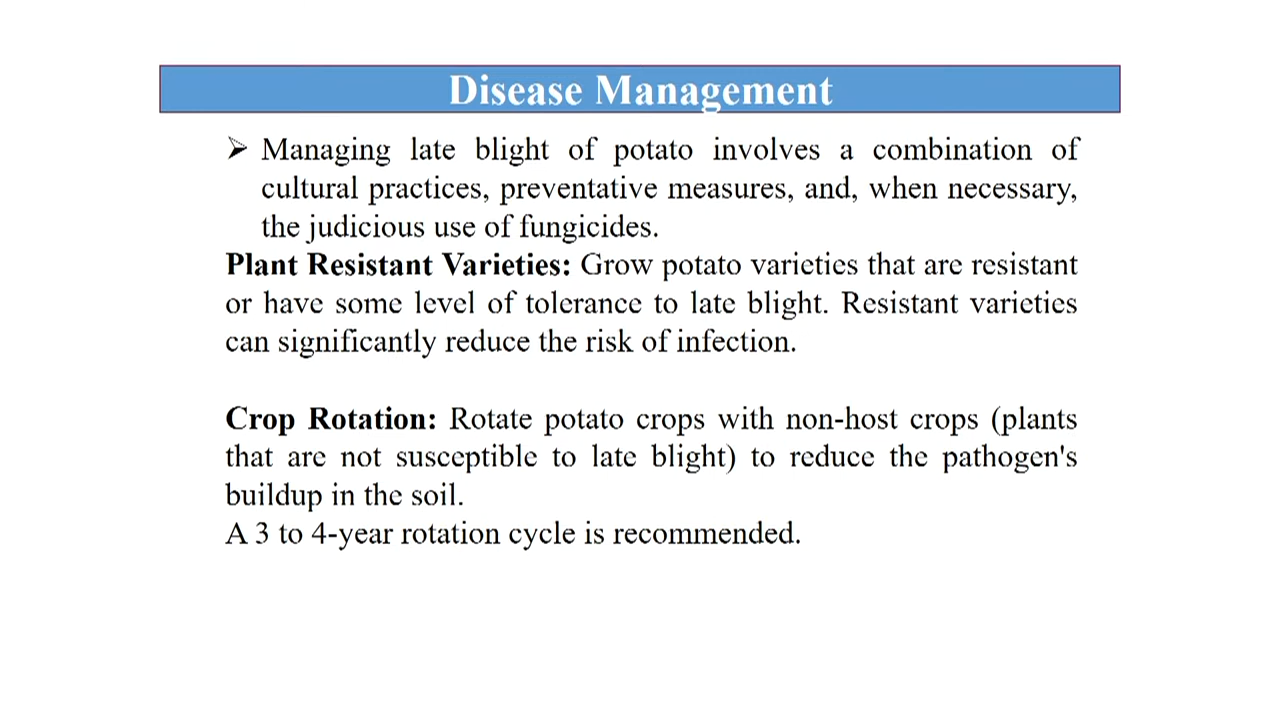 Disease Management
➢ Managing late blight of potato involves a combination of
cultural practices, preventative measures, and, when necessary,
the judicious use of fungicides.
Plant Resistant Varieties: Grow potato varieties that are resistant
or have some level of tolerance to late blight. Resistant varieties
can significantly reduce the risk of infection.
Crop Rotation: Rotate potato crops with non-host crops (plants
that are not susceptible to late blight) to reduce the pathogen's
buildup in the soil.
A 3 to 4-year rotation cycle is recommended.